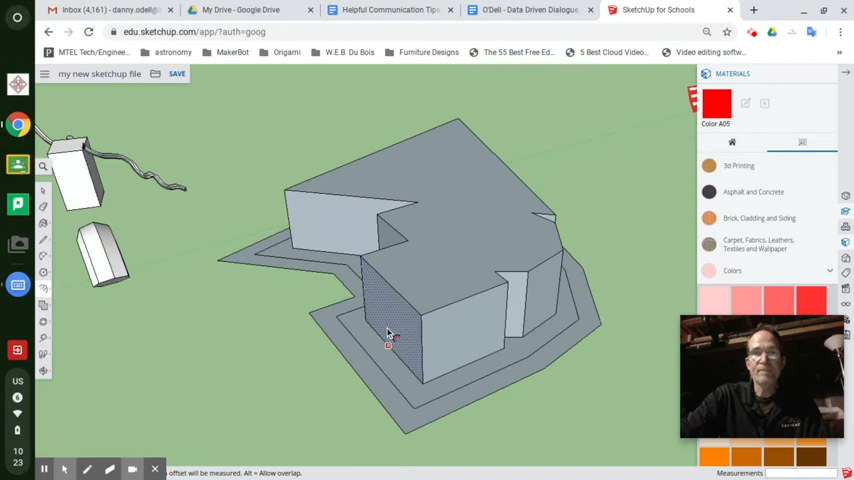 Inbox (4,161) - danny.odell@
My Drive - Google Drive
Helpful Communication Tips
O'Dell - Data Driven Dialogue
SketchUp for Schools
edu.sketchup.com/app/?auth=goog
MTEL Tech/Enginee…
astronomy
MakerBot
Origami
W.E.B. Du Bois
Furniture Designs
The 55 Best Free Ed…
5 Best Cloud Video…
Video editing softw…
my new sketchup file
SAVE
MATERIALS
Color A05
3d Printing
Asphalt and Concrete
Brick, Cladding and Siding
Carpet, Fabrics, Leathers,
Textiles and Wallpaper
Colors
US
6
10
23
offset will be measured. Alt = Allow overlap.
Measurements